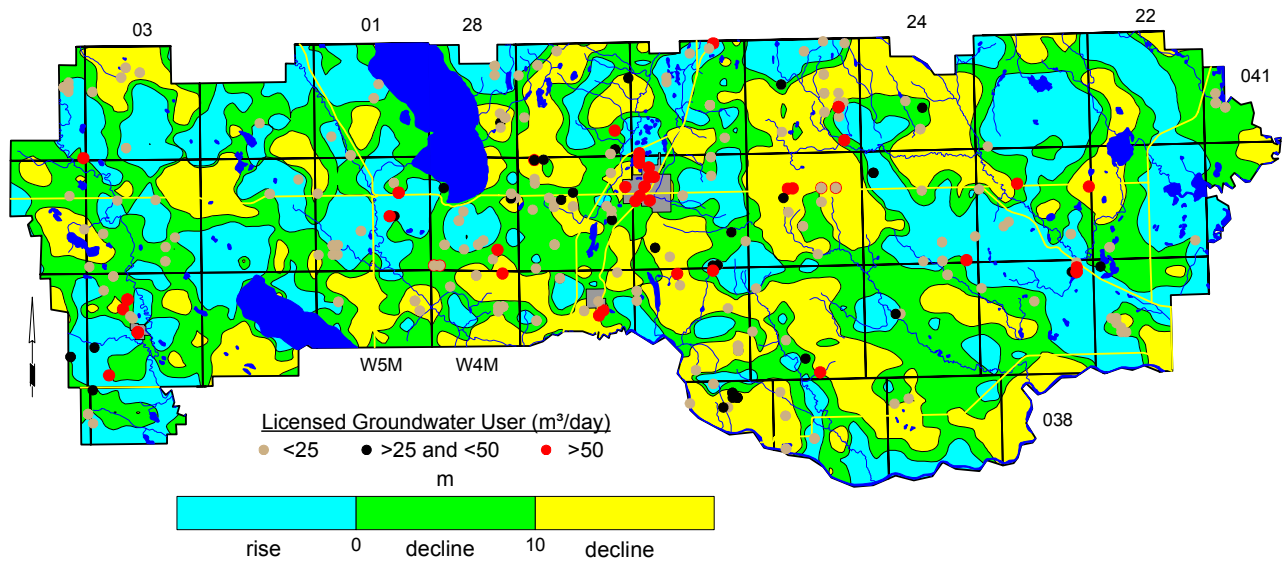 03 01 28 24 22
041
W5M W4M
038
Licensed Groundwater User (m³/day)
<25 >25 and <50 >50
m
0 10
rise decline decline